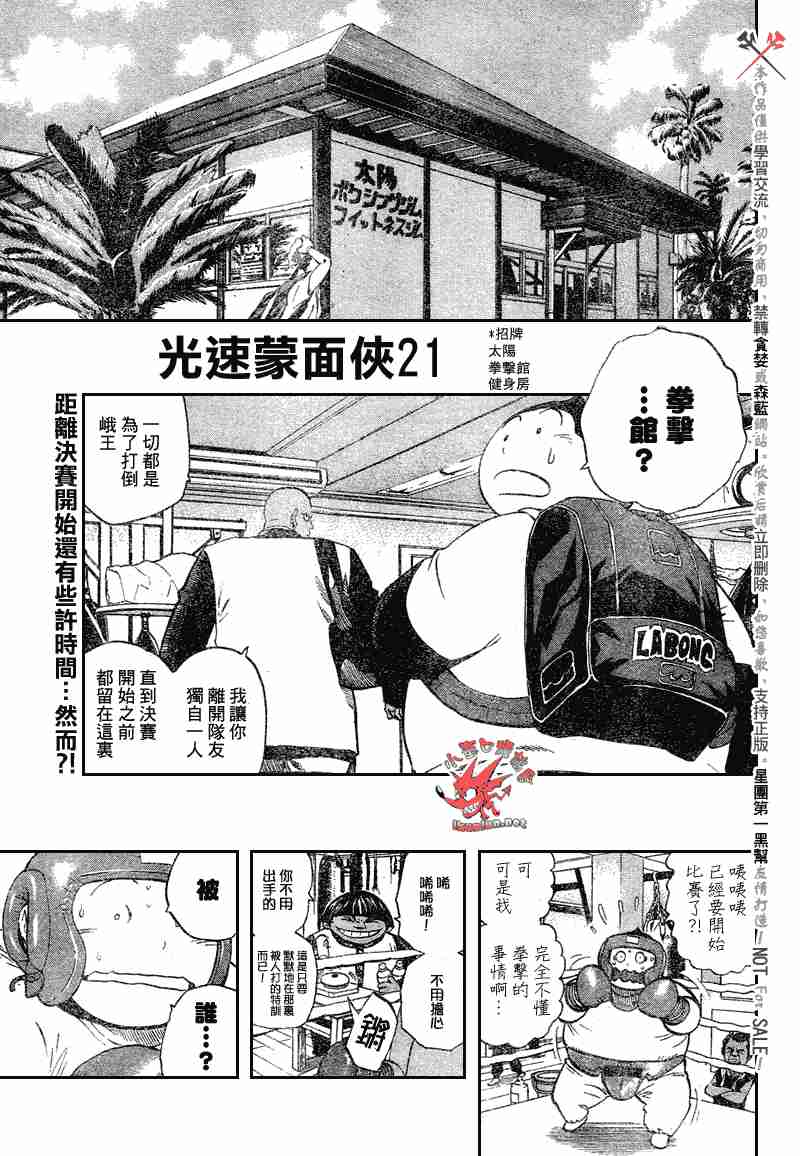 太陽
ボクシングジム
フィットネスジム
光速蒙面俠21
*招牌
太陽
拳擊館
健身房
距離決賽開始還有些許時間…然而?!
拳擊
…館?
一切都是
為了打倒
峨王
LABONG
我讓你
離開隊友
獨自一人
直到決賽
開始之前
都留在這裏
咦咦咦
已經要開始
比賽了?!
可…
可是我
完全不懂
拳擊的
事情啊…
唏
唏唏唏!
不用擔心
你不用
出手的
這是只要
默默地在那裏
被人打的特訓
而已!
鏘
被
誰…?
本作品僅供學習交流、切勿商用、禁轉貪婪或森藍網站。欣賞后請立即刪除、如您喜歡、支持正版。星團第一黑幫友情打造!NOT For SALE!